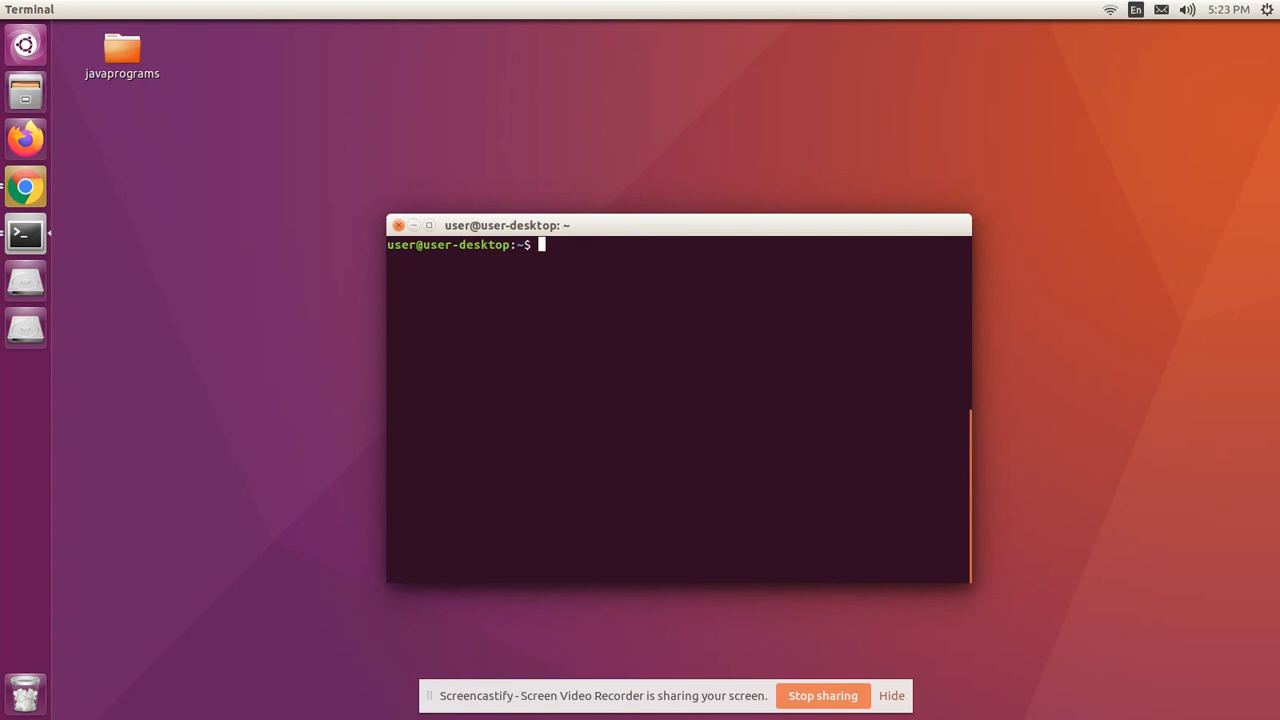 Terminal
En
5:23 PM
javaprograms
user@user-desktop: ~
user@user-desktop:~$
Screencastify - Screen Video Recorder is sharing your screen.
Stop sharing
Hide